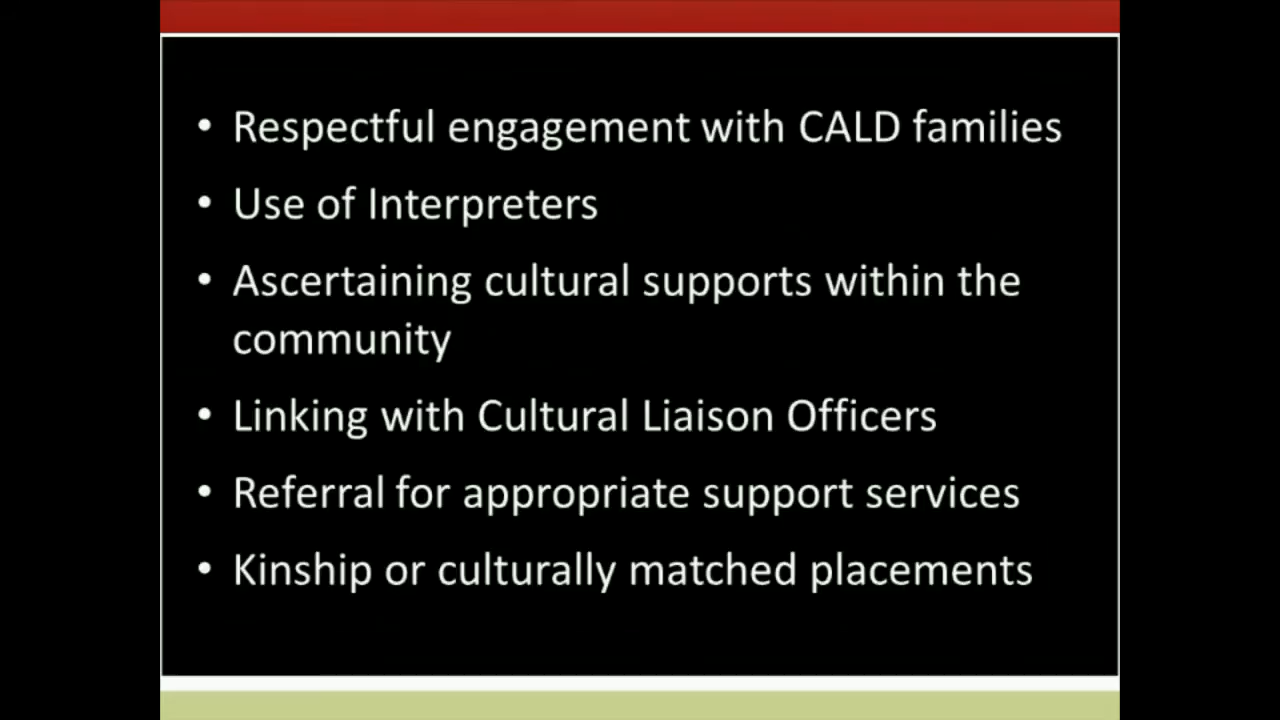 • Respectful engagement with CALD families
• Use of Interpreters
• Ascertaining cultural supports within the
community
• Linking with Cultural Liaison Officers
• Referral for appropriate support services
• Kinship or culturally matched placements